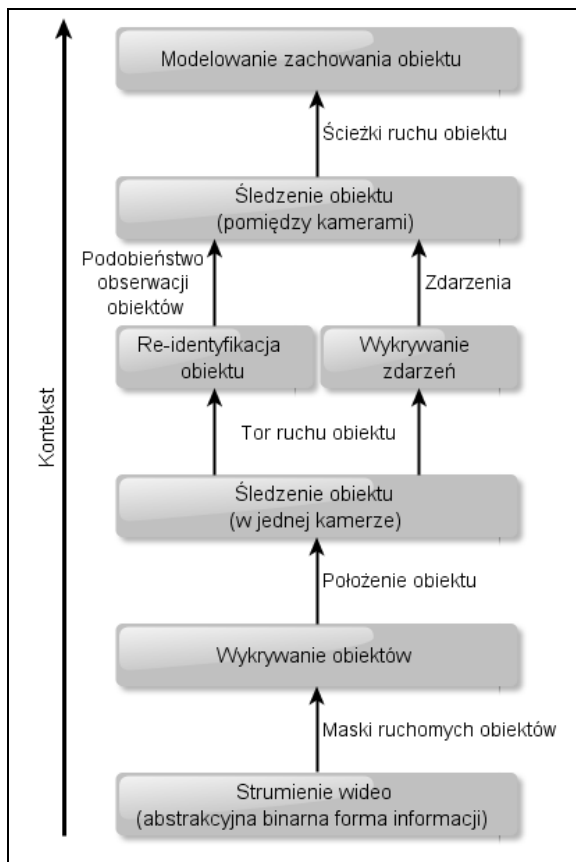 Modelowanie zachowania obiektu
Ścieżki ruchu obiektu
Śledzenie obiektu
(pomiędzy kamerami)
Podobieństwo
obserwacji
obiektów
Zdarzenia
Re-identyfikacja
obiektu
Wykrywanie
zdarzeń
Tor ruchu obiektu
Kontekst
Śledzenie obiektu
(w jednej kamerze)
Położenie obiektu
Wykrywanie obiektów
Maski ruchomych obiektów
Strumienie wideo
(abstrakcyjna binarna forma informacji)